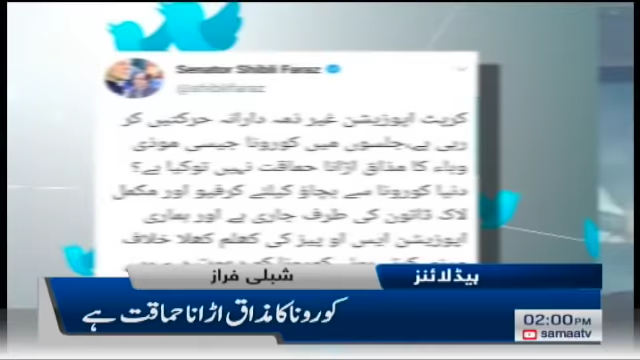 Senator Shibli Faraz
@shiblifaraz
کرپٹ اپوزیشن غیر ذمہ دارانہ حرکتیں کر
رہی ہے۔جلسوں میں کورونا جیسی موذی
وباء کا مذاق اڑانا حماقت نہیں توکیا ہے؟
دنیا کورونا سے بچاؤ کیلئے کرفیو اور مکمل
لاک ڈاؤن کی طرف جاری ہے اور ہماری
اپوزیشن ایس او پیز کی کھلم کھلا خلاف
شبلی فراز
ہیڈلائنز
کورونا کا مذاق اڑانا حماقت ہے
02:00PM
samaatv